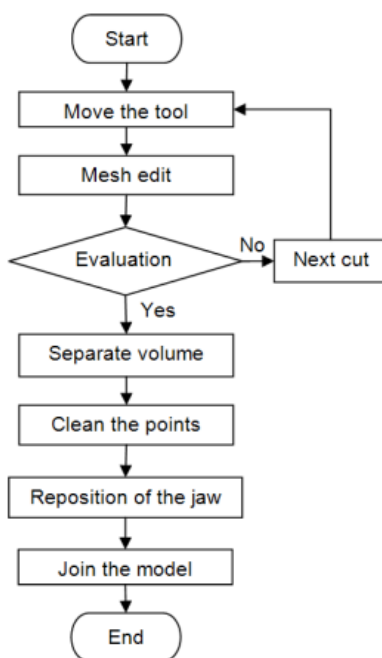 Start
Move the tool
Mesh edit
Evaluation
No
Next cut
Yes
Separate volume
Clean the points
Reposition of the jaw
Join the model
End